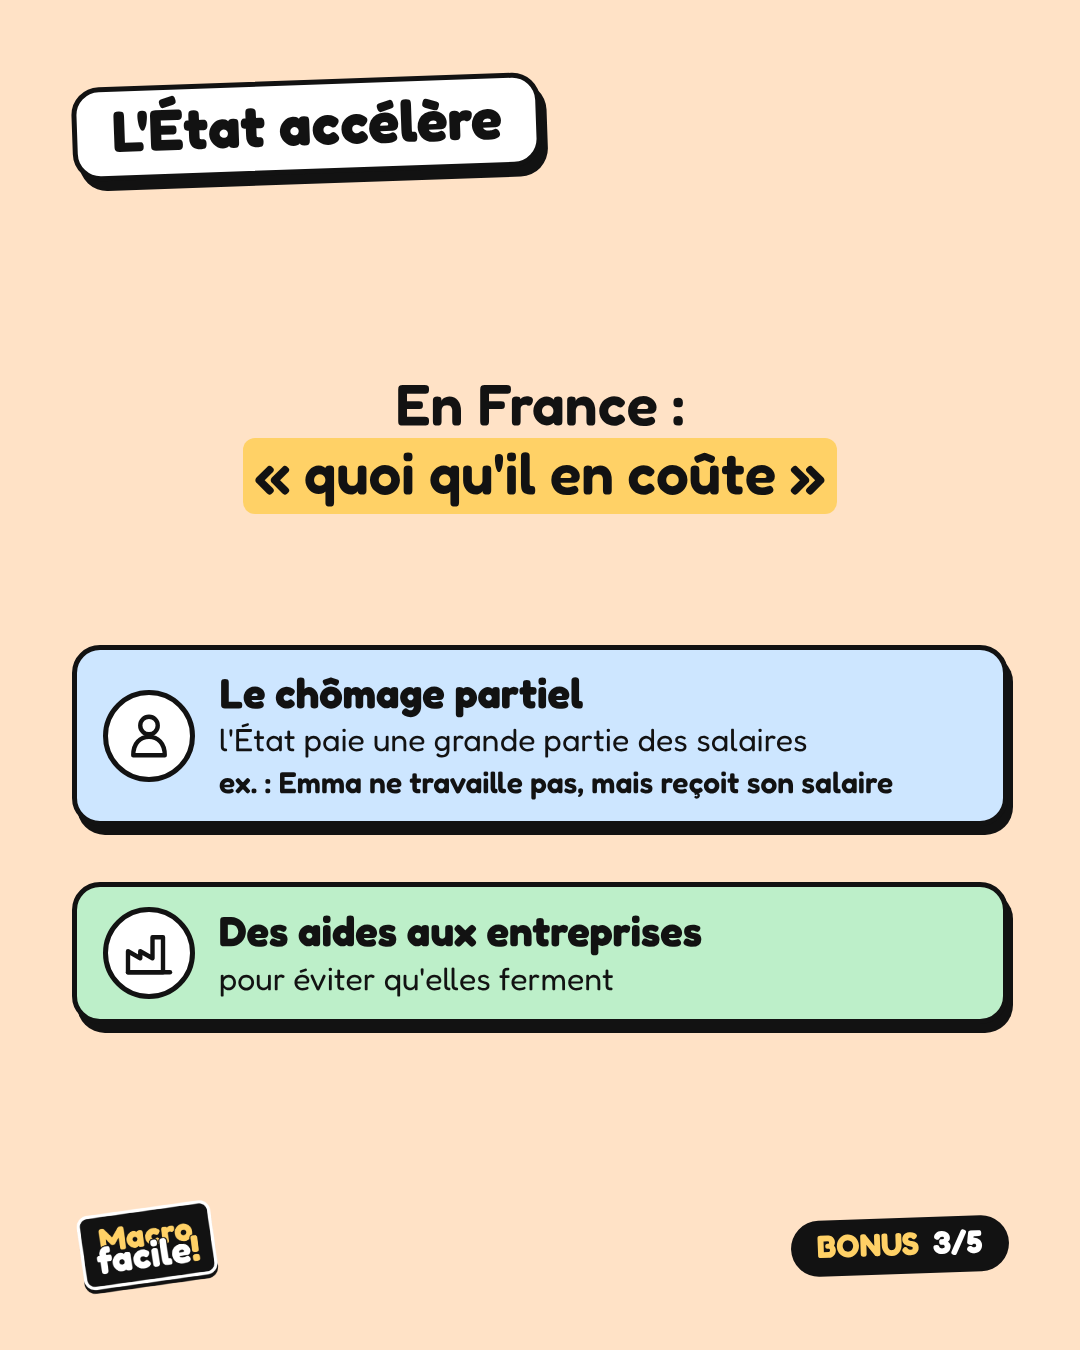 L'État accélère
En France :
« quoi qu'il en coûte »
Le chômage partiel
l'État paie une grande partie des salaires
ex. : Emma ne travaille pas, mais reçoit son salaire
Des aides aux entreprises
pour éviter qu'elles ferment
Macro
facile!
BONUS 3/5